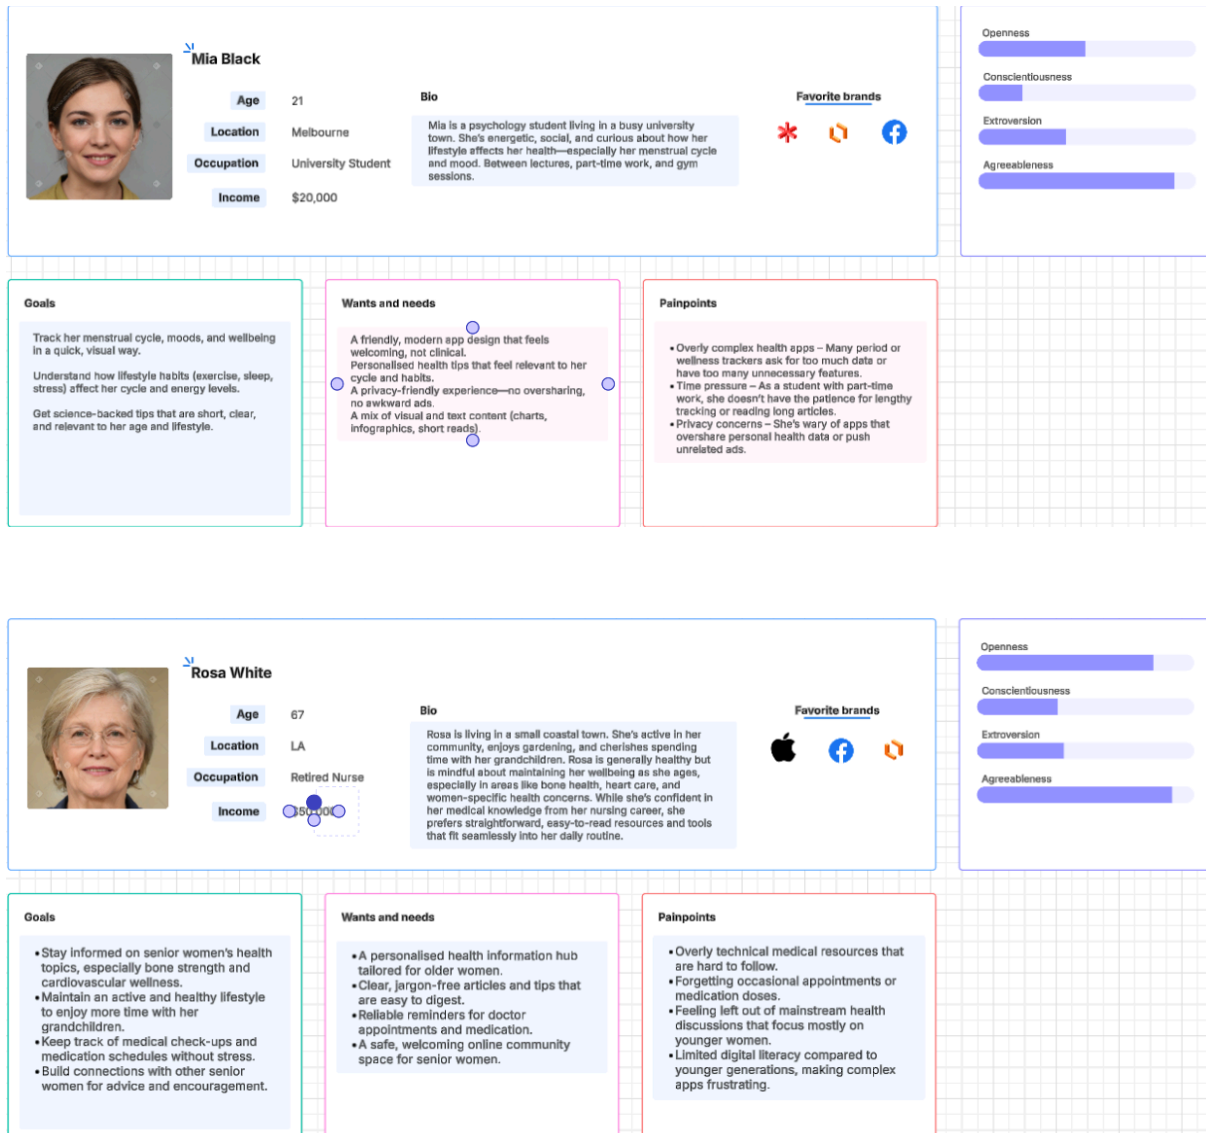 Mia Black
Age
21
Location
Melbourne
Occupation
University Student
Income
$20,000
Bio
Mia is a psychology student living in a busy university
town. She's energetic, social, and curious about how her
lifestyle affects her health—especially her menstrual cycle
and mood. Between lectures, part-time work, and gym
sessions.
Favorite brands
Openness
Conscientiousness
Extroversion
Agreeableness
Goals
Track her menstrual cycle, moods, and wellbeing
in a quick, visual way.
Understand how lifestyle habits (exercise, sleep,
stress) affect her cycle and energy levels.
Get science-backed tips that are short, clear,
and relevant to her age and lifestyle.
Wants and needs
A friendly, modern app design that feels
welcoming, not clinical.
Personalised health tips that feel relevant to her
cycle and habits.
A privacy-friendly experience—no oversharing,
no awkward ads.
A mix of visual and text content (charts,
infographics, short reads).
Painpoints
• Overly complex health apps – Many period or
wellness trackers ask for too much data or
have too many unnecessary features.
• Time pressure – As a student with part-time
work, she doesn't have the patience for lengthy
tracking or reading long articles.
• Privacy concerns – She's wary of apps that
overshare personal health data or push
unrelated ads.
Rosa White
Age
67
Location
LA
Occupation
Retired Nurse
Income
Bio
Rosa is living in a small coastal town. She's active in her
community, enjoys gardening, and cherishes spending
time with her grandchildren. Rosa is generally healthy but
is mindful about maintaining her wellbeing as she ages,
especially in areas like bone health, heart care, and
women-specific health concerns. While she's confident in
her medical knowledge from her nursing career, she
prefers straightforward, easy-to-read resources and tools
that fit seamlessly into her daily routine.
Favorite brands
Openness
Conscientiousness
Extroversion
Agreeableness
Goals
• Stay informed on senior women's health
topics, especially bone strength and
cardiovascular wellness.
• Maintain an active and healthy lifestyle
to enjoy more time with her
grandchildren.
• Keep track of medical check-ups and
medication schedules without stress.
• Build connections with other senior
women for advice and encouragement.
Wants and needs
• A personalised health information hub
tailored for older women.
• Clear, jargon-free articles and tips that
are easy to digest.
• Reliable reminders for doctor
appointments and medication.
• A safe, welcoming online community
space for senior women.
Painpoints
• Overly technical medical resources that
are hard to follow.
• Forgetting occasional appointments or
medication doses.
• Feeling left out of mainstream health
discussions that focus mostly on
younger women.
• Limited digital literacy compared to
younger generations, making complex
apps frustrating.